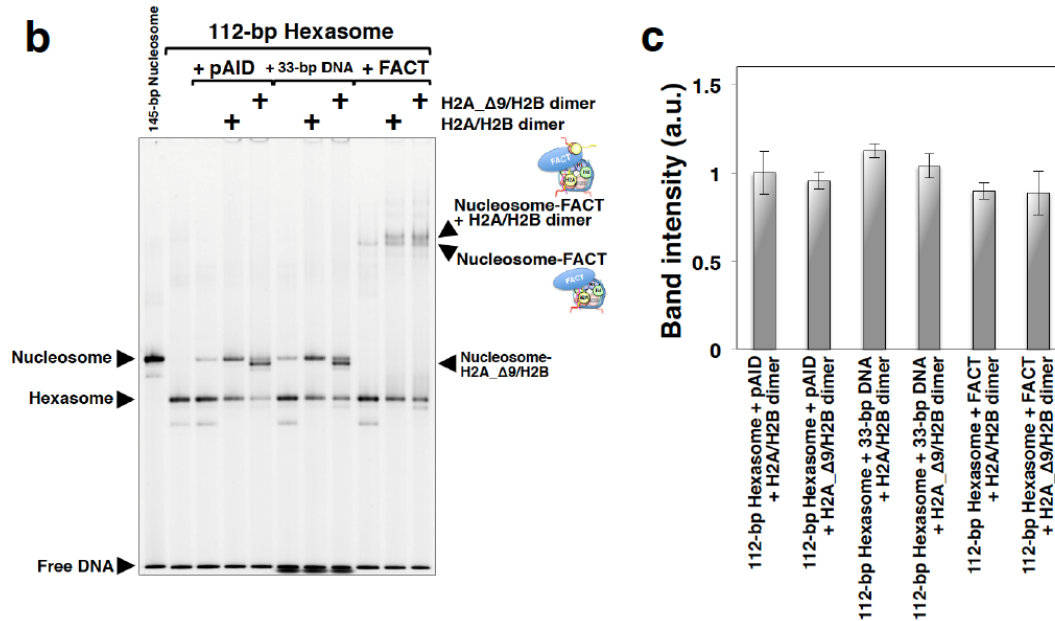 b
112-bp Hexasome
145-bp Nucleosome
+ pAID
+ 33-bp DNA
+ FACT
+ + + H2A_Δ9/H2B dimer
+ + + H2A/H2B dimer
FACT
Nucleosome-FACT
+ H2A/H2B dimer
Nucleosome-FACT
FACT
Nucleosome
Nucleosome-
H2A_Δ9/H2B
Hexasome
Free DNA
c
Band intensity (a.u.)
1.5
1
0.5
0
112-bp Hexasome + pAID
+ H2A/H2B dimer
112-bp Hexasome + pAID
+ H2A_Δ9/H2B dimer
112-bp Hexasome + 33-bp DNA
+ H2A/H2B dimer
112-bp Hexasome + 33-bp DNA
+ H2A_Δ9/H2B dimer
112-bp Hexasome + FACT
+ H2A/H2B dimer
112-bp Hexasome + FACT
+ H2A_Δ9/H2B dimer